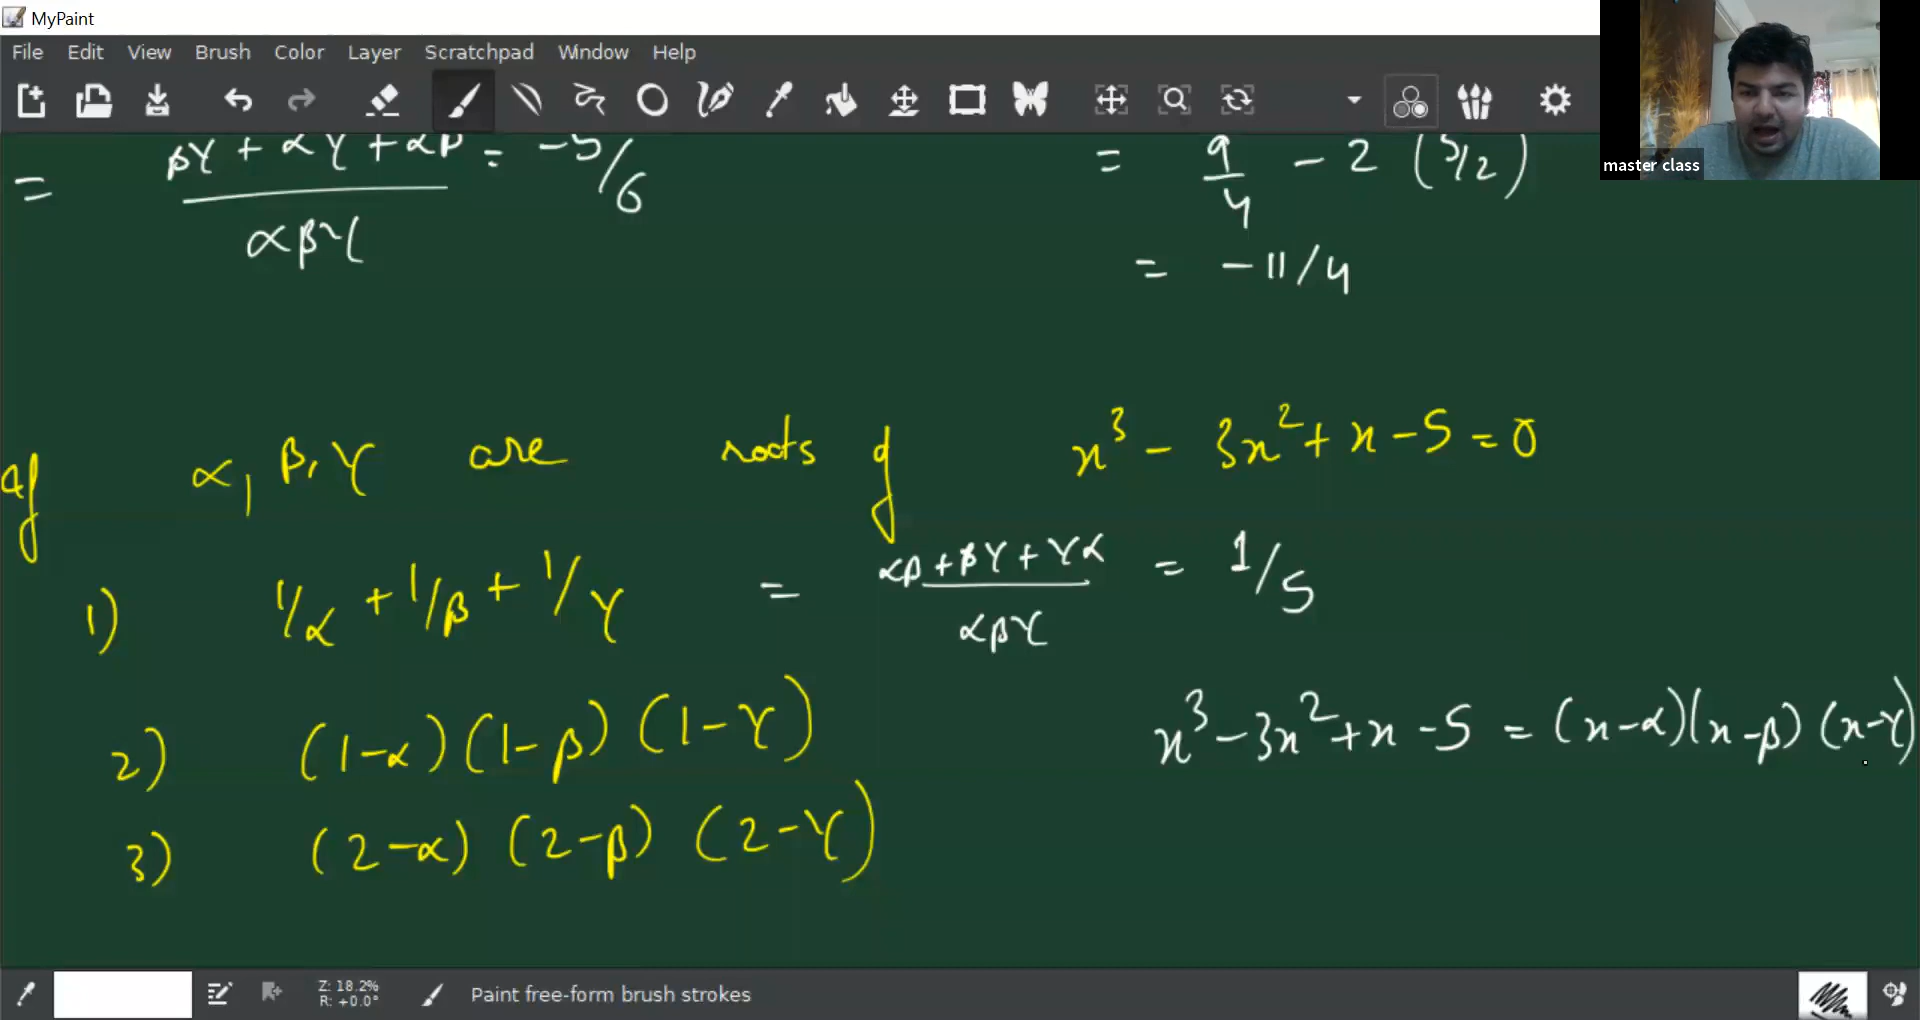 MyPaint
File Edit View Brush Color Layer Scratchpad Window Help
master class
βγ + αγ + αβ = -5/6
= αβγ
= 9/4 - 2 (5/2)
= -11/4
If α, β, γ are roots of x³ - 3x² + x - 5 = 0
1) 1/α + 1/β + 1/γ = αβ + βγ + γα / αβγ = 1/5
2) (1-α)(1-β)(1-γ)
x³ - 3x² + x - 5 = (x-α)(x-β)(x-γ)
3) (2-α)(2-β)(2-γ)
Z: 18.2%
R: +0.0°
Paint free-form brush strokes